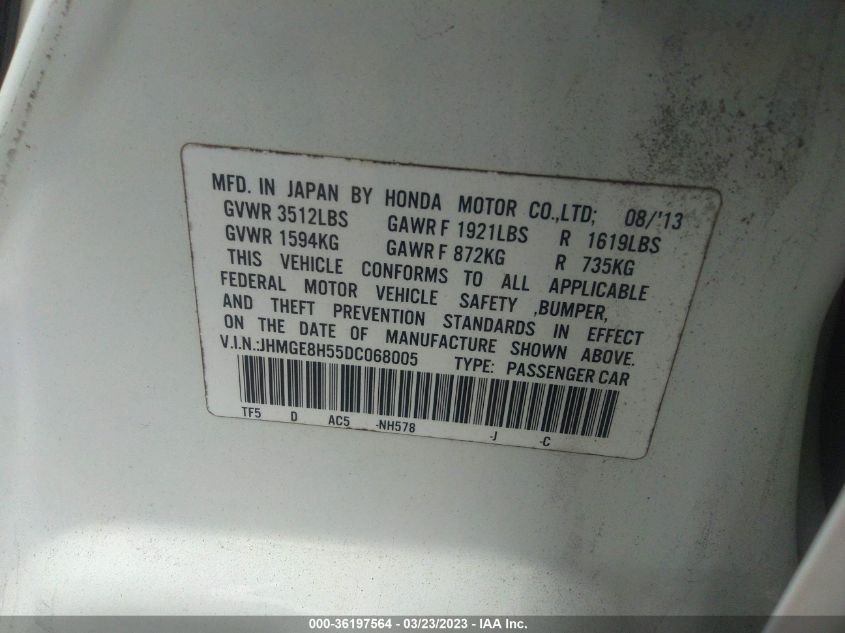 MFD. IN JAPAN BY HONDA MOTOR CO.,LTD; 08/'13
GVWR 3512LBS GAWR F 1921LBS R 1619LBS
GVWR 1594KG GAWR F 872KG R 735KG
THIS VEHICLE CONFORMS TO ALL APPLICABLE
FEDERAL MOTOR VEHICLE SAFETY ,BUMPER,
AND THEFT PREVENTION STANDARDS IN EFFECT
ON THE DATE OF MANUFACTURE SHOWN ABOVE.
V.I.N.:JHMGE8H55DC068005 TYPE: PASSENGER CAR
TF5 D AC5 -NH578 -J -C
000-36197564 - 03/23/2023 - IAA Inc.